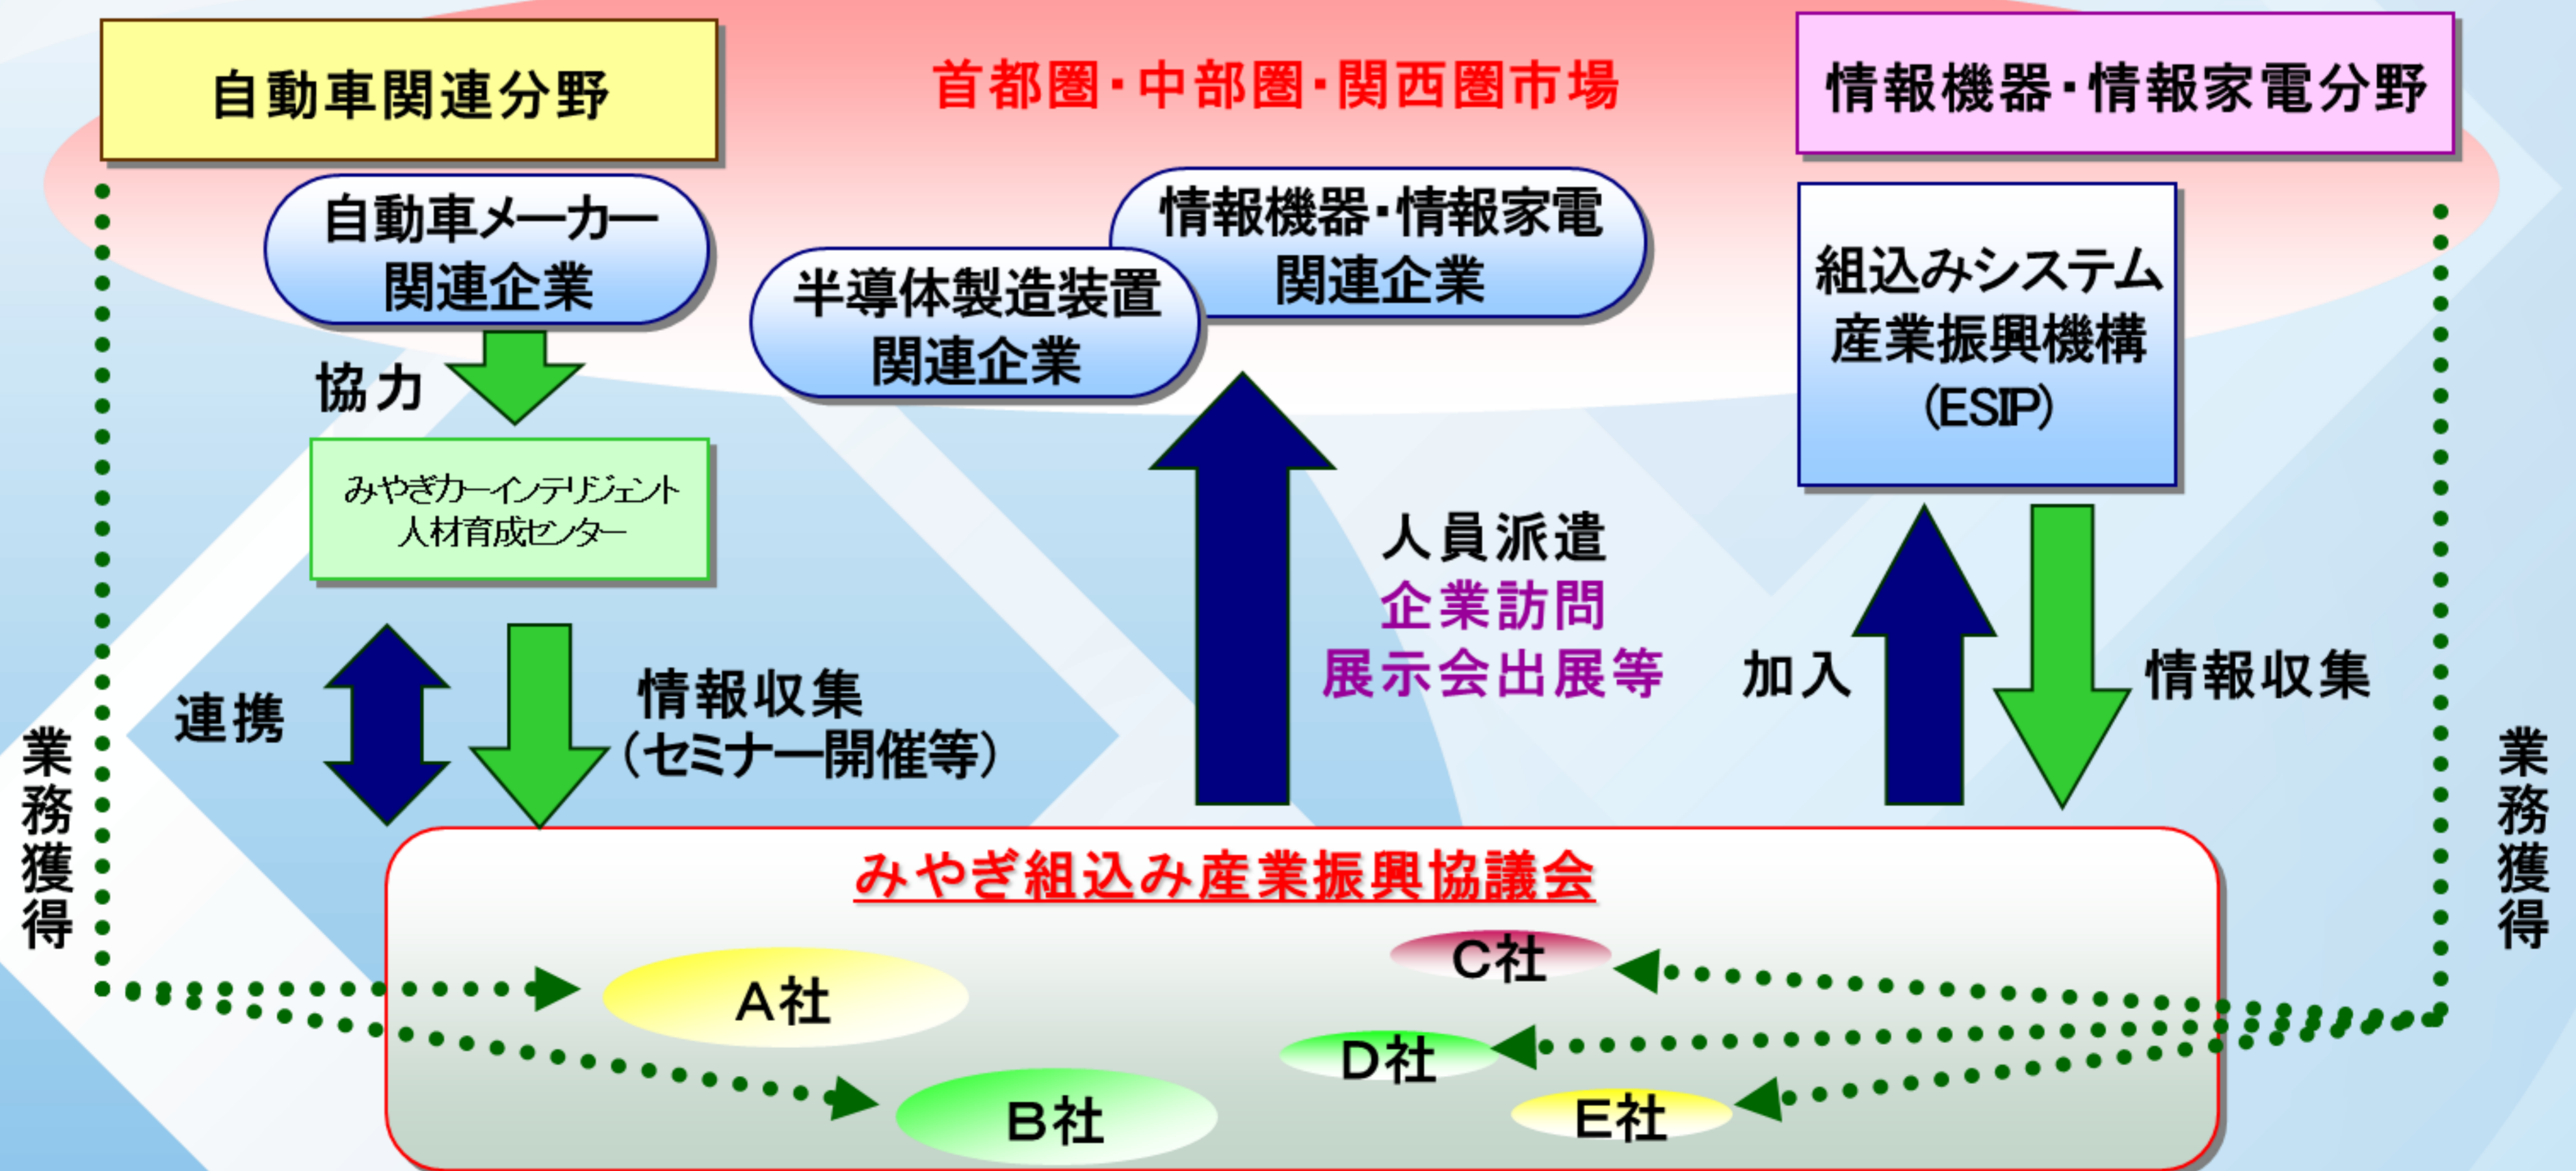 自動車関連分野
首都圏・中部圏・関西圏市場
情報機器・情報家電分野
自動車メーカー
関連企業
情報機器・情報家電
関連企業
半導体製造装置
関連企業
組込みシステム
産業振興機構
(ESIP)
協力
みやぎカーインテリジェント
人材育成センター
人員派遣
企業訪問
展示会出展等
連携
情報収集
(セミナー開催等)
加入
情報収集
業務獲得
業務獲得
みやぎ組込み産業振興協議会
A社
B社
C社
D社
E社